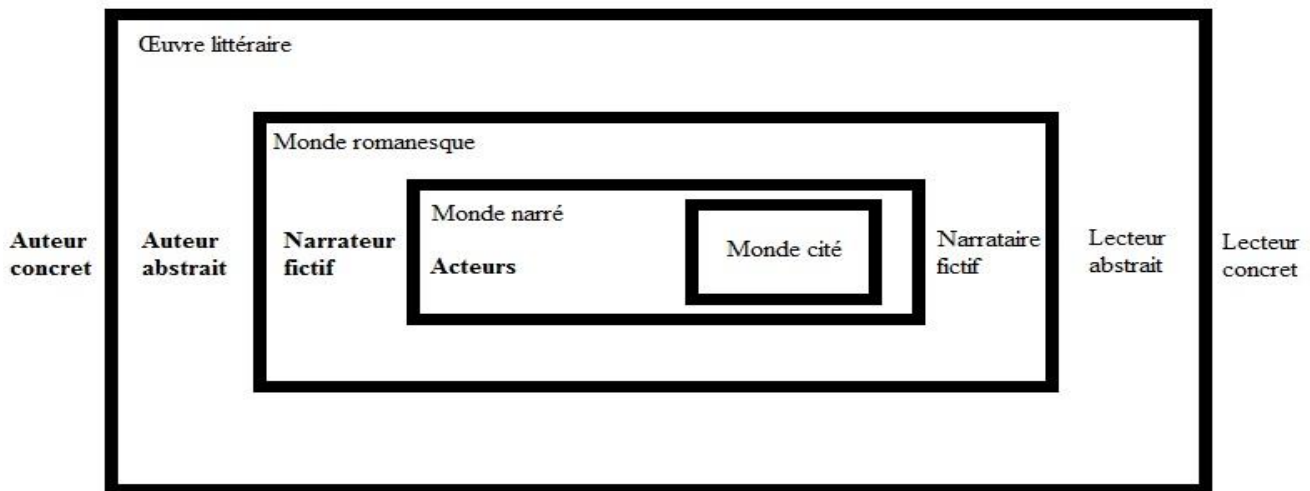 Œuvre littéraire
Monde romanesque
Monde narré
Monde cité
Auteur
concret
Auteur
abstrait
Narrateur
fictif
Acteurs
Narrataire
fictif
Lecteur
abstrait
Lecteur
concret